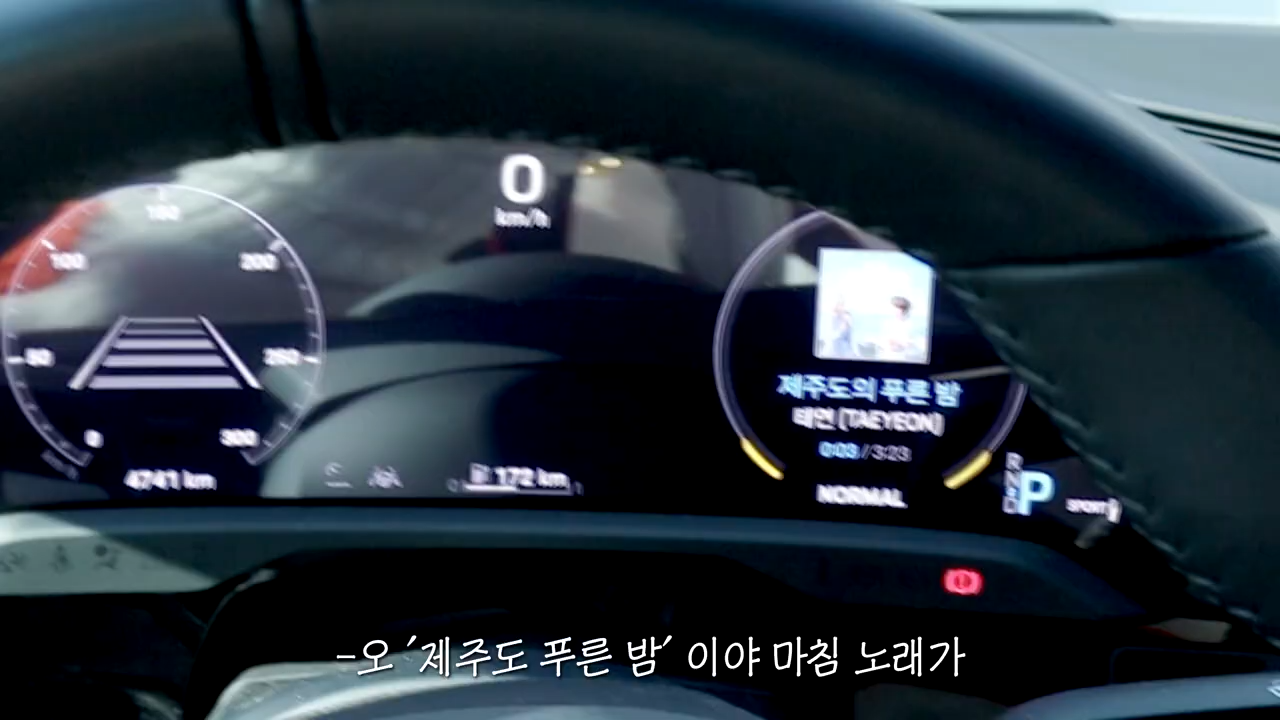 0
km/h
150
100
200
50
250
0
300
4741 km
172 km
제주도의 푸른 밤
태연 (TAEYEON)
0:03 / 3:23
NORMAL
R
N
D
P
SPORT
-오 '제주도 푸른 밤' 이야 마침 노래가